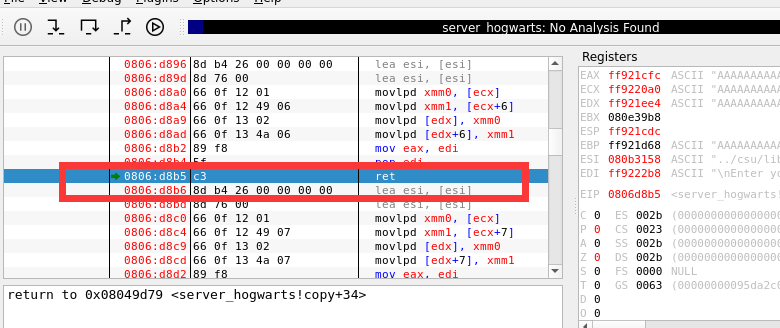 File View Debug Plugins Options Help
server_hogwarts: No Analysis Found
0806:d896 8d b4 26 00 00 00 00 lea esi, [esi]
0806:d89d 8d 76 00 lea esi, [esi]
0806:d8a0 66 0f 12 01 movlpd xmm0, [ecx]
0806:d8a4 66 0f 12 49 06 movlpd xmm1, [ecx+6]
0806:d8a9 66 0f 13 02 movlpd [edx], xmm0
0806:d8ad 66 0f 13 4a 06 movlpd [edx+6], xmm1
0806:d8b2 89 f8 mov eax, edi
0806:d8b4 5f pop edi
0806:d8b5 c3 ret
0806:d8b6 8d b4 26 00 00 00 00 lea esi, [esi]
0806:d8bd 8d 76 00 lea esi, [esi]
0806:d8c0 66 0f 12 01 movlpd xmm0, [ecx]
0806:d8c4 66 0f 12 49 07 movlpd xmm1, [ecx+7]
0806:d8c9 66 0f 13 02 movlpd [edx], xmm0
0806:d8cd 66 0f 13 4a 07 movlpd [edx+7], xmm1
0806:d8d2 89 f8 mov eax, edi
return to 0x08049d79 <server_hogwarts!copy+34>
Registers
EAX ff921cfc ASCII "AAAAAAAAAA
ECX ff9220a0 ASCII "AAAAAAAAAA
EDX ff921ee4 ASCII "AAAAAAAAAA
EBX 080e39b8
ESP ff921cdc
EBP ff921d68 ASCII "AAAAAAAAAA
ESI 080b3158 ASCII "../csu/lib
EDI ff9222b8 ASCII "\nEnter yo
EIP 0806d8b5 <server_hogwarts!
C 0 ES 002b (0000000000000000
P 0 CS 0023 (0000000000000000
A 0 SS 002b (0000000000000000
Z 0 DS 002b (0000000000000000
S 0 FS 0000 NULL
T 0 GS 0063 (00000000095da2c0
D 0
O 0